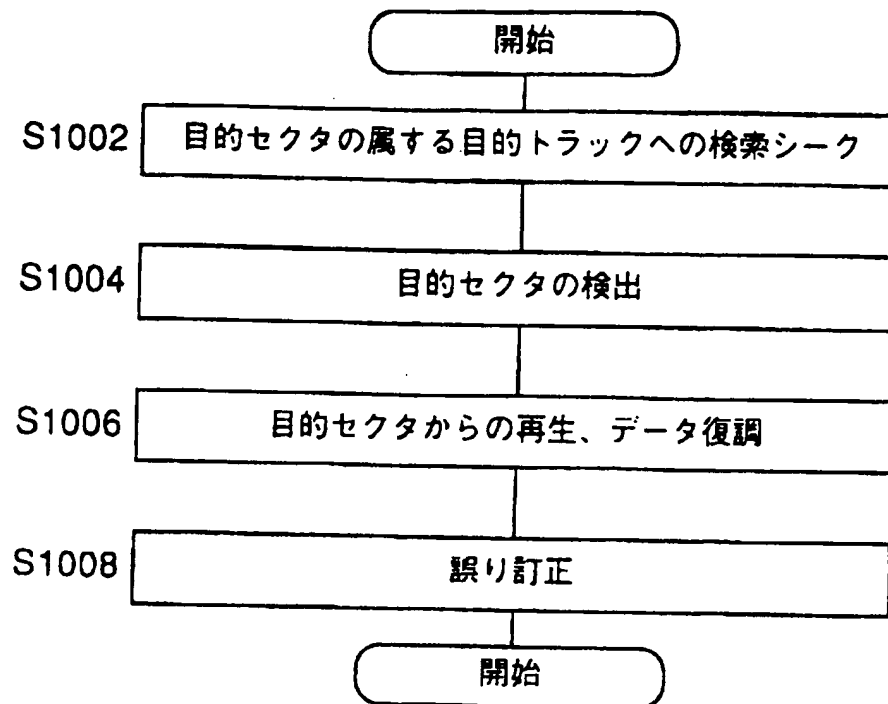 開始
S1002 目的セクタの属する目的トラックへの検索シーク
S1004 目的セクタの検出
S1006 目的セクタからの再生、データ復調
S1008 誤り訂正
開始